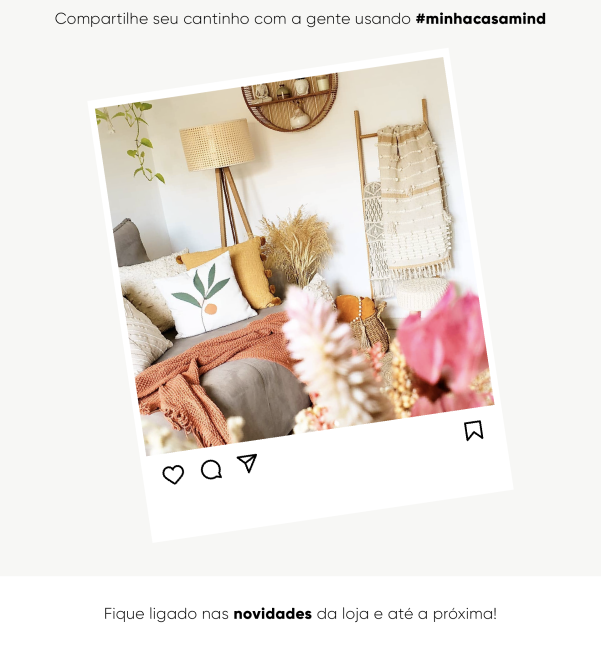 Compartilhe seu cantinho com a gente usando #minhacasamind
Fique ligado nas novidades da loja e até a próxima!